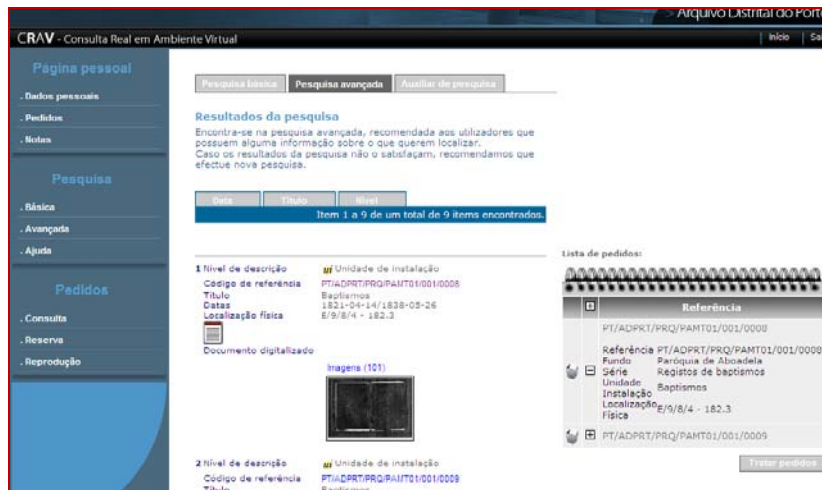 Arquivo Distrital do Porto
CRAV - Consulta Real em Ambiente Virtual
Início
Página pessoal
. Dados pessoais
. Pedidos
. Notas
Pesquisa
. Básica
. Avançada
. Ajuda
Pedidos
. Consulta
. Reserva
. Reprodução
Pesquisa básica
Pesquisa avançada
Auxiliar de pesquisa
Resultados da pesquisa
Encontra-se na pesquisa avançada, recomendada aos utilizadores que
possuem alguma informação sobre o que querem localizar.
Caso os resultados da pesquisa não o satisfaçam, recomendamos que
efectue nova pesquisa.
Data Título Nível
Item 1 a 9 de um total de 9 items encontrados.
1 Nível de descrição ui Unidade de instalação
Código de referência PT/ADPRT/PRQ/PAMT01/001/0008
Título Baptismos
Datas 1821-04-14/1838-05-26
Localização física E/9/8/4 - 182.3
Documento digitalizado
Imagens (101)
2 Nível de descrição ui Unidade de instalação
Código de referência PT/ADPRT/PRQ/PAMT01/001/0009
Título Baptismos
Lista de pedidos:
Referência
PT/ADPRT/PRQ/PAMT01/001/0008
Referência PT/ADPRT/PRQ/PAMT01/001/0008
Fundo Paróquia de Aboadela
Série Registos de baptismos
Unidade
Instalação Baptismos
Localização
Física E/9/8/4 - 182.3
PT/ADPRT/PRQ/PAMT01/001/0009
Tratar pedidos